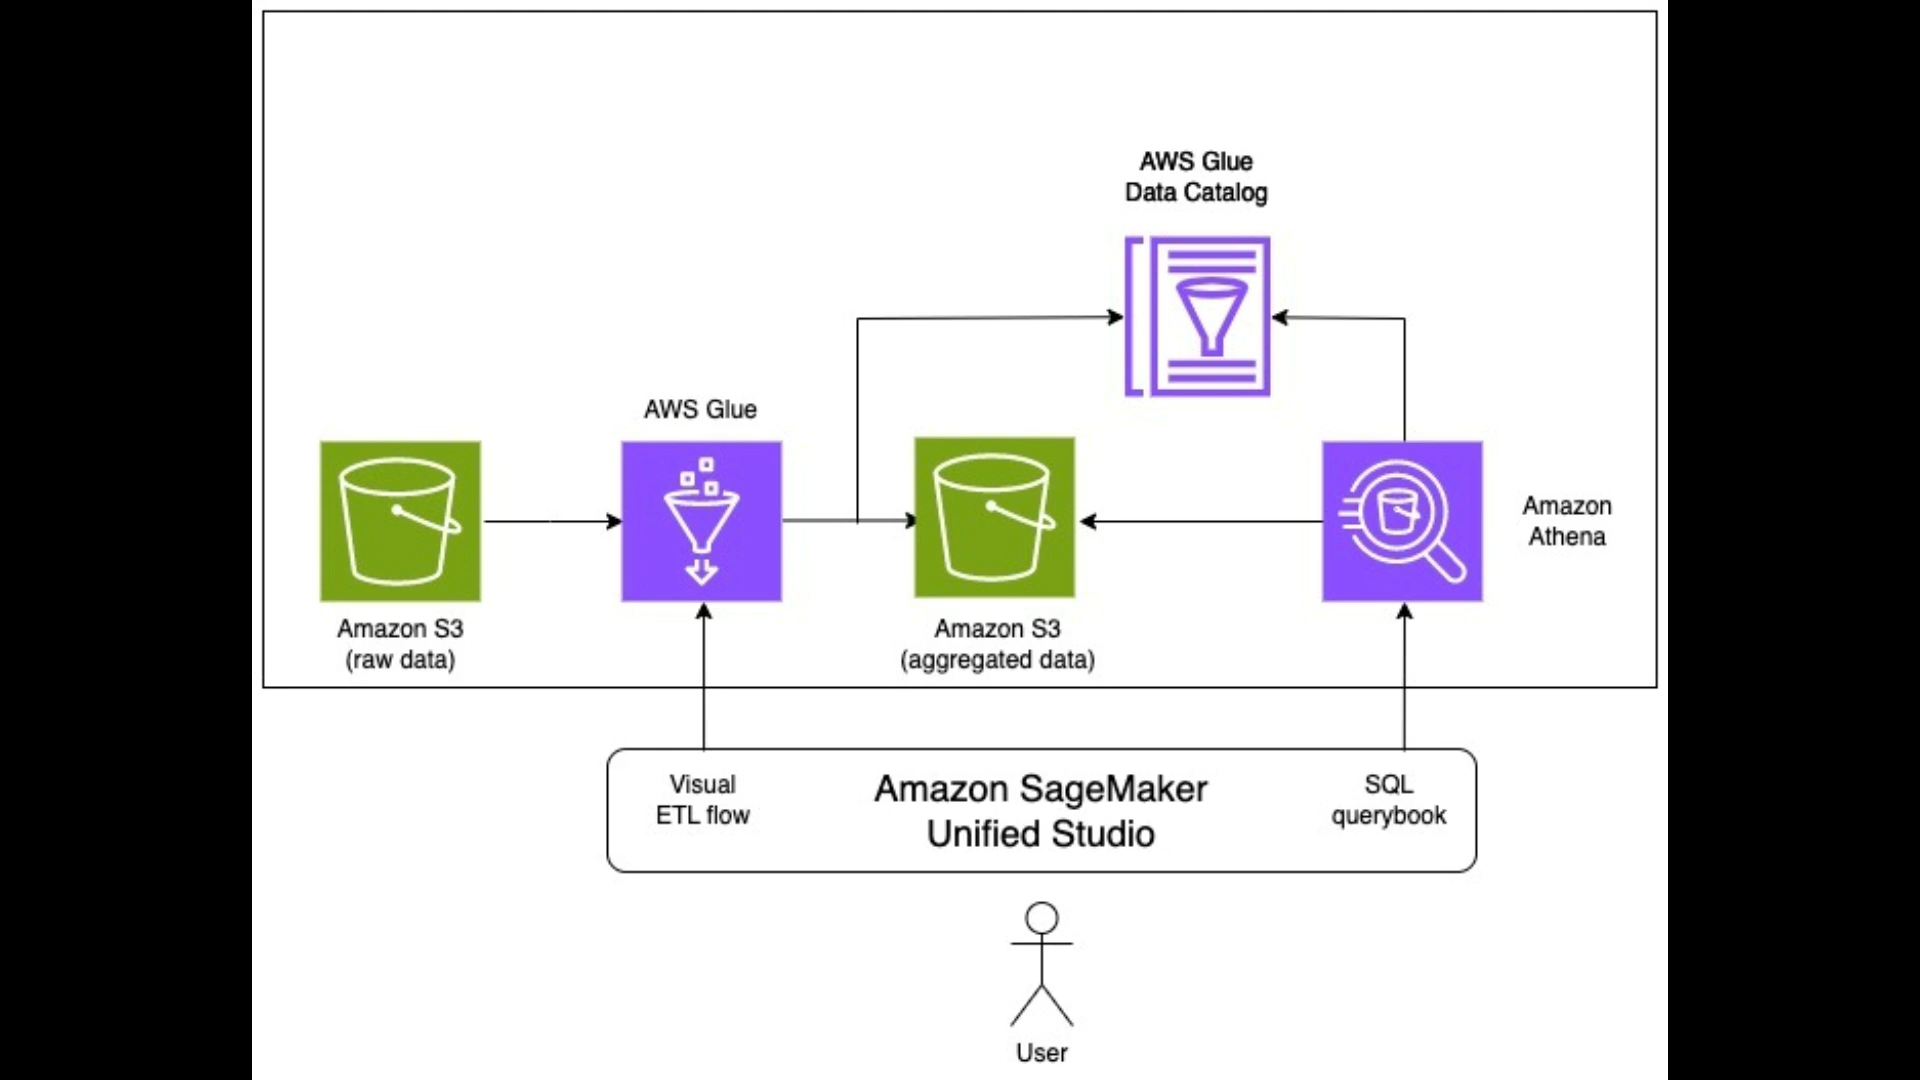 AWS Glue
Data Catalog
AWS Glue
Amazon S3
(raw data)
Amazon S3
(aggregated data)
Amazon
Athena
Visual
ETL flow
Amazon SageMaker
Unified Studio
SQL
querybook
User